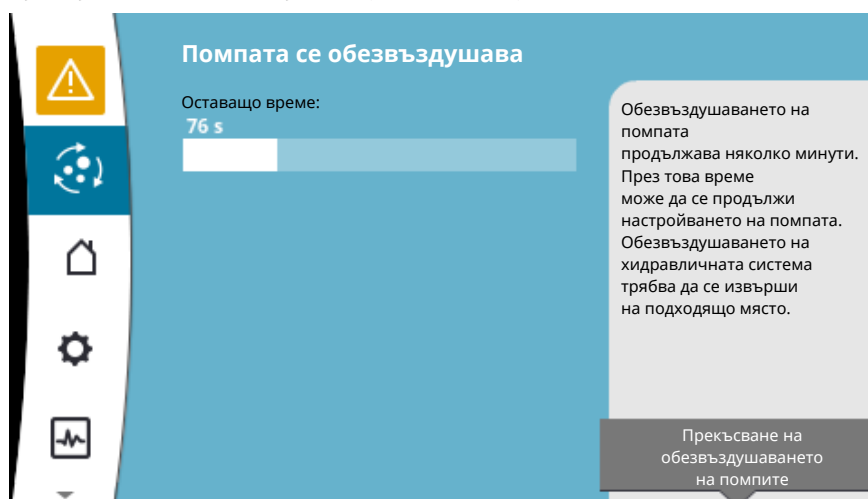 Помпата се обезвъздушава
Оставащо време:
76 s
Обезвъздушаването на
помпата
продължава няколко минути.
През това време
може да се продължи
настройването на помпата.
Обезвъздушаването на
хидравличната система
трябва да се извърши
на подходящо място.
Прекъсване на
обезвъздушаването
на помпите